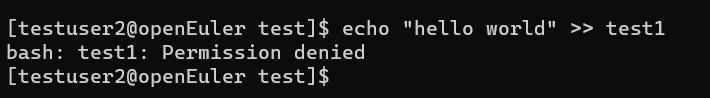 [testuser2@openEuler test]$ echo "hello world" >> test1
bash: test1: Permission denied
[testuser2@openEuler test]$